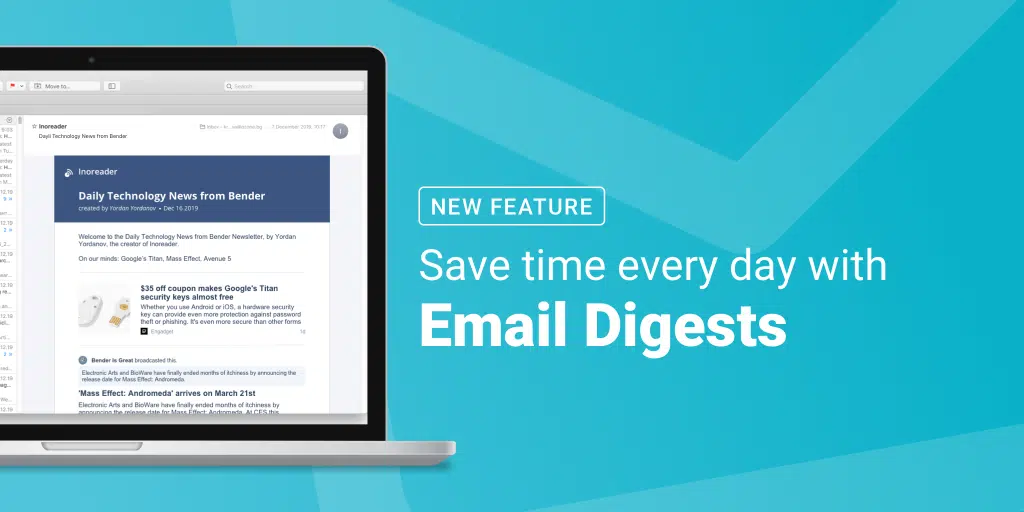 Move to...
Search
Inoreader
Dayli Technology News from Bender
Inoreader
Daily Technology News from Bender
created by Yordan Yordanov • Dec 16 2019
Welcome to the Daily Technology News from Bender Newsletter, by Yordan
Yordanov, the creator of Inoreader.
On our minds: Google's Titan, Mass Effect, Avenue 5
$35 off coupon makes Google's Titan
security keys almost free
Whether you use Android or iOS, a hardware security
key can provide even more protection against password
theft or phishing. It's even more secure than other forms
Engadget
1d
Bender Is Great broadcasted this.
Electronic Arts and BioWare have finally ended months of itchiness by announcing the
release date for Mass Effect: Andromeda.
'Mass Effect: Andromeda' arrives on March 21st
Electronic Arts and BioWare have finally ended months of itchiness by
announcing the release date for Mass Effect: Andromeda. At CES this
NEW FEATURE
Save time every day with
Email Digests